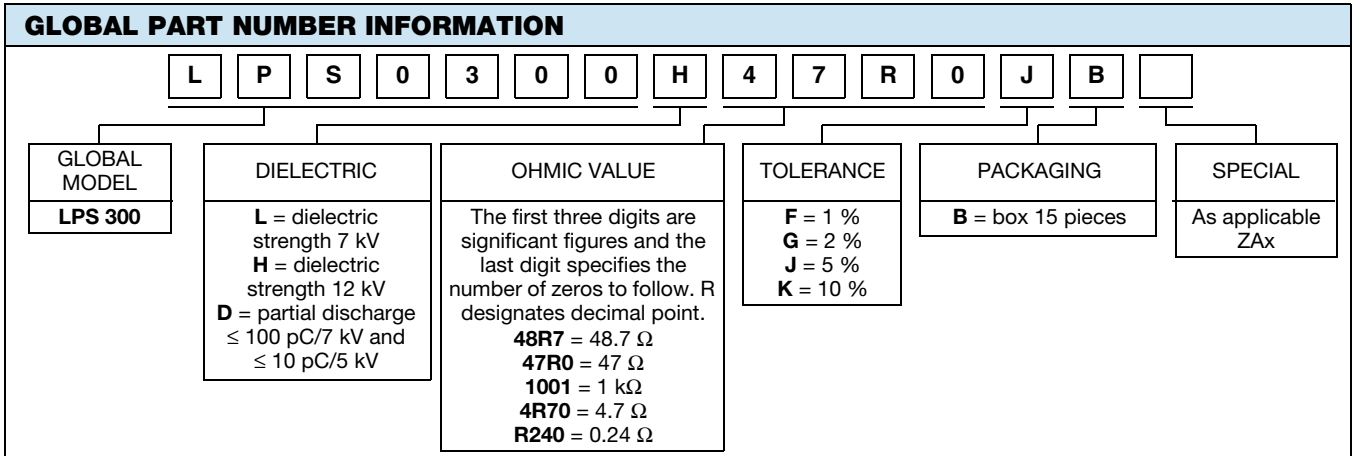 GLOBAL PART NUMBER INFORMATION
L P S 0 3 0 0 H 4 7 R 0 J B
GLOBAL
MODEL
LPS 300
DIELECTRIC
L = dielectric
strength 7 kV
H = dielectric
strength 12 kV
D = partial discharge
≤ 100 pC/7 kV and
≤ 10 pC/5 kV
OHMIC VALUE
The first three digits are
significant figures and the
last digit specifies the
number of zeros to follow. R
designates decimal point.
48R7 = 48.7 Ω
47R0 = 47 Ω
1001 = 1 kΩ
4R70 = 4.7 Ω
R240 = 0.24 Ω
TOLERANCE
F = 1 %
G = 2 %
J = 5 %
K = 10 %
PACKAGING
B = box 15 pieces
SPECIAL
As applicable
ZAx